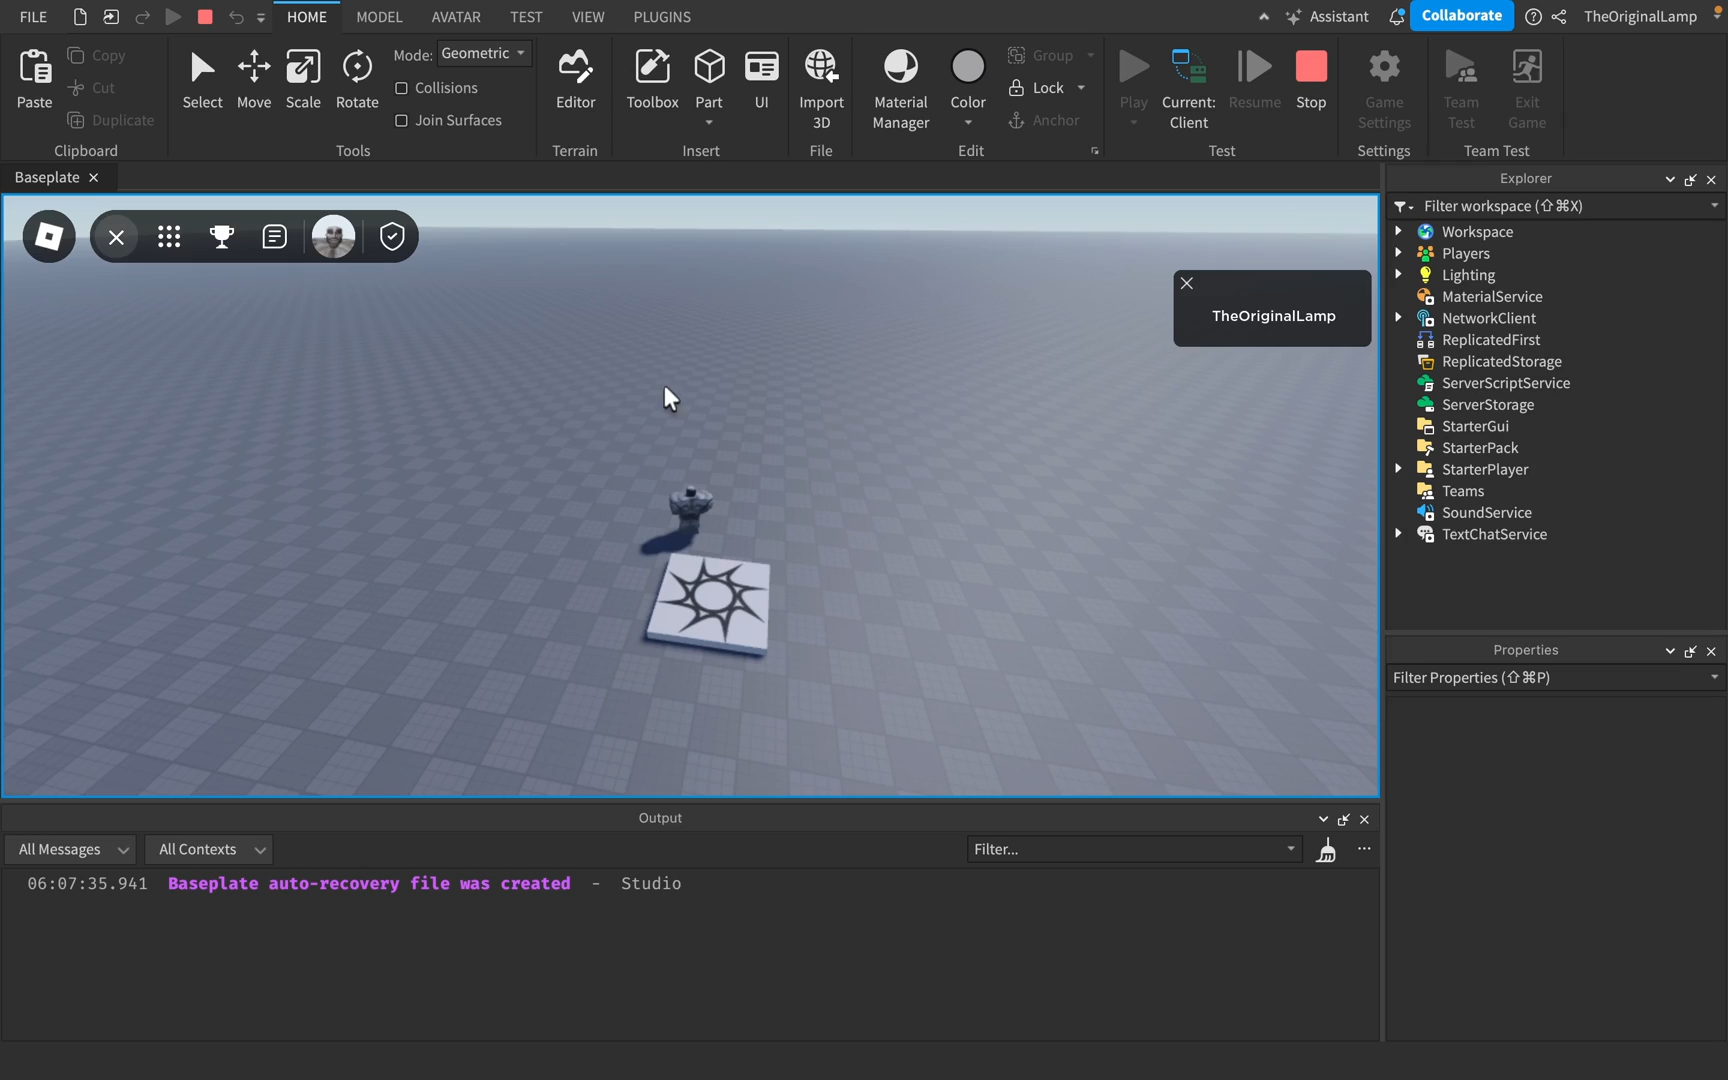 FILE
HOME
MODEL
AVATAR
TEST
VIEW
PLUGINS
Assistant
Collaborate
TheOriginalLamp
Paste
Copy
Cut
Duplicate
Clipboard
Select
Move
Scale
Rotate
Mode: Geometric
Collisions
Join Surfaces
Tools
Editor
Terrain
Toolbox
Part
UI
Insert
Import
3D
File
Material
Manager
Color
Group
Lock
Anchor
Edit
Play
Current:
Client
Resume
Stop
Test
Game
Settings
Settings
Team
Test
Exit
Game
Team Test
Baseplate
TheOriginalLamp
Explorer
Filter workspace (⇧⌘X)
Workspace
Players
Lighting
MaterialService
NetworkClient
ReplicatedFirst
ReplicatedStorage
ServerScriptService
ServerStorage
StarterGui
StarterPack
StarterPlayer
Teams
SoundService
TextChatService
Properties
Filter Properties (⇧⌘P)
Output
All Messages
All Contexts
Filter...
06:07:35.941 Baseplate auto-recovery file was created - Studio